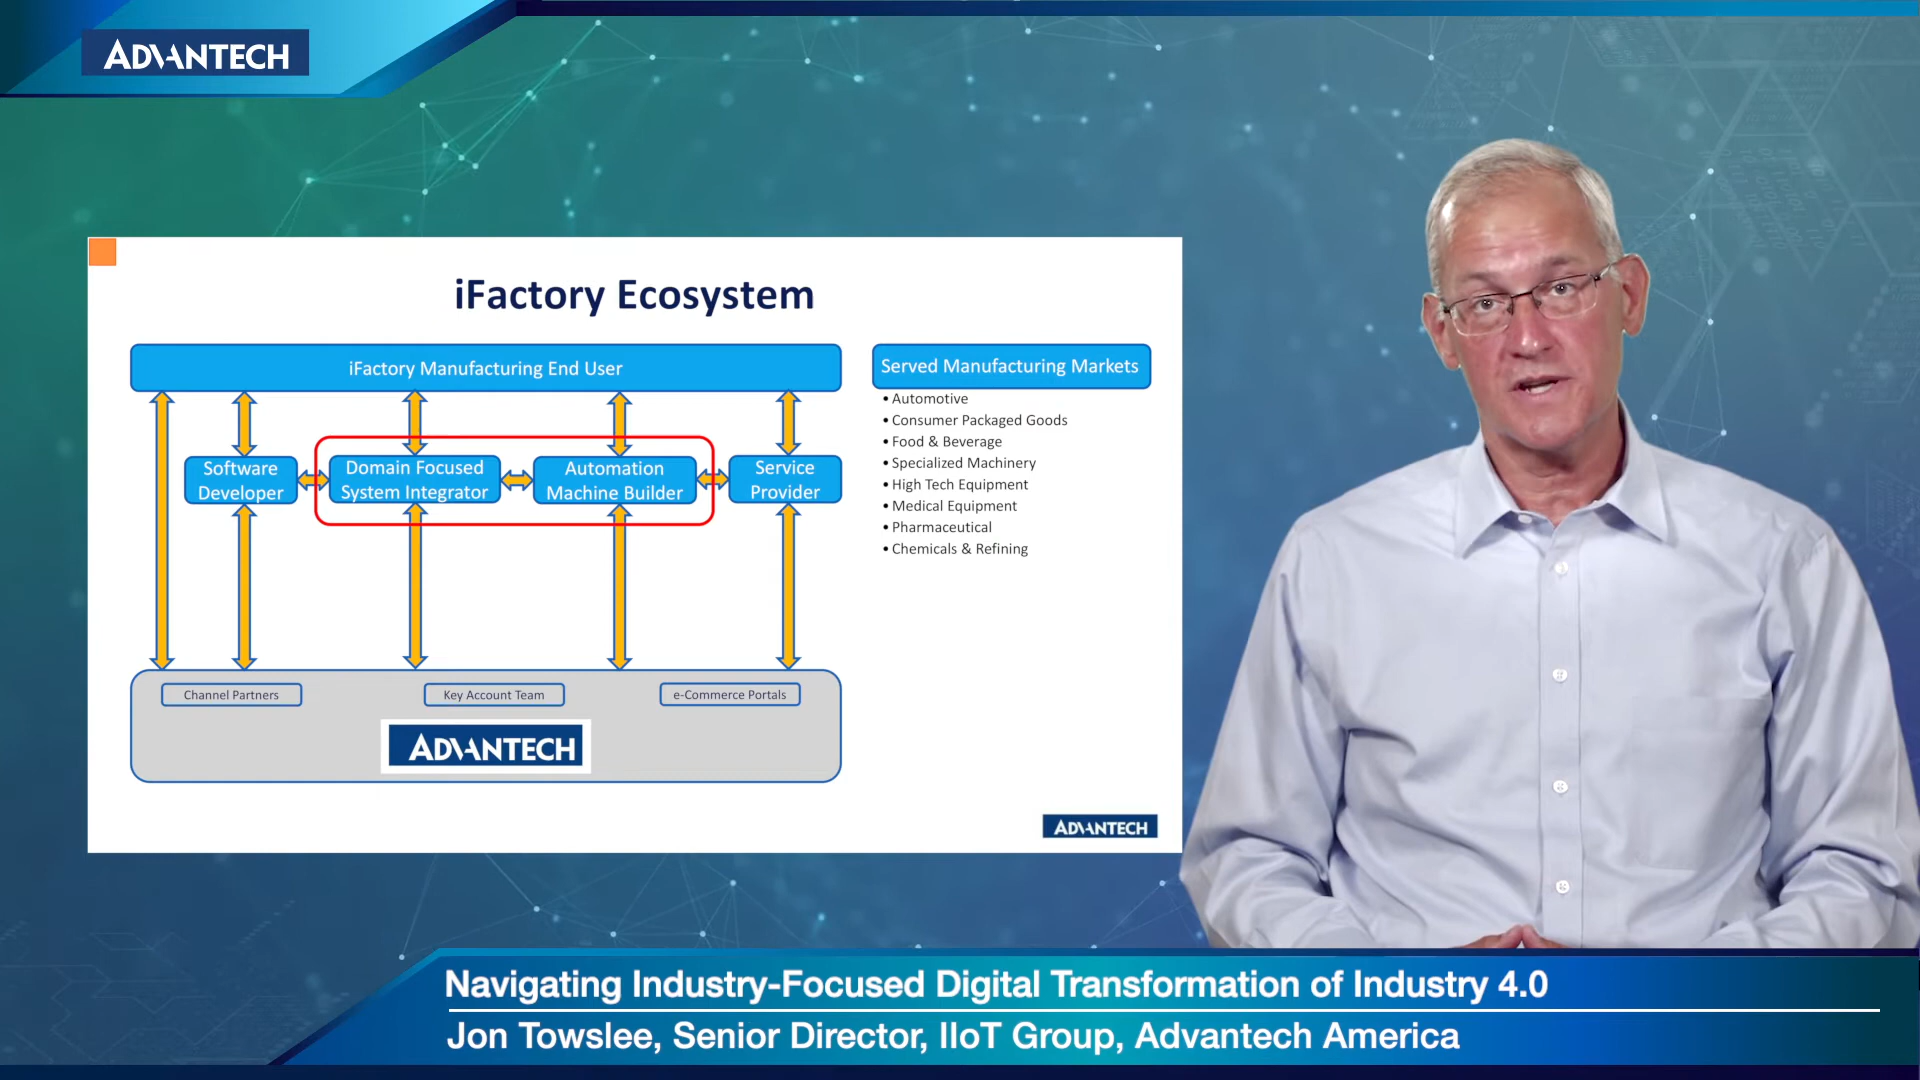 ADVANTECH
iFactory Ecosystem
iFactory Manufacturing End User
Software
Developer
Domain Focused
System Integrator
Automation
Machine Builder
Service
Provider
Channel Partners
Key Account Team
e-Commerce Portals
ADVANTECH
Served Manufacturing Markets
• Automotive
• Consumer Packaged Goods
• Food & Beverage
• Specialized Machinery
• High Tech Equipment
• Medical Equipment
• Pharmaceutical
• Chemicals & Refining
ADVANTECH
Navigating Industry-Focused Digital Transformation of Industry 4.0
Jon Towslee, Senior Director, IIoT Group, Advantech America